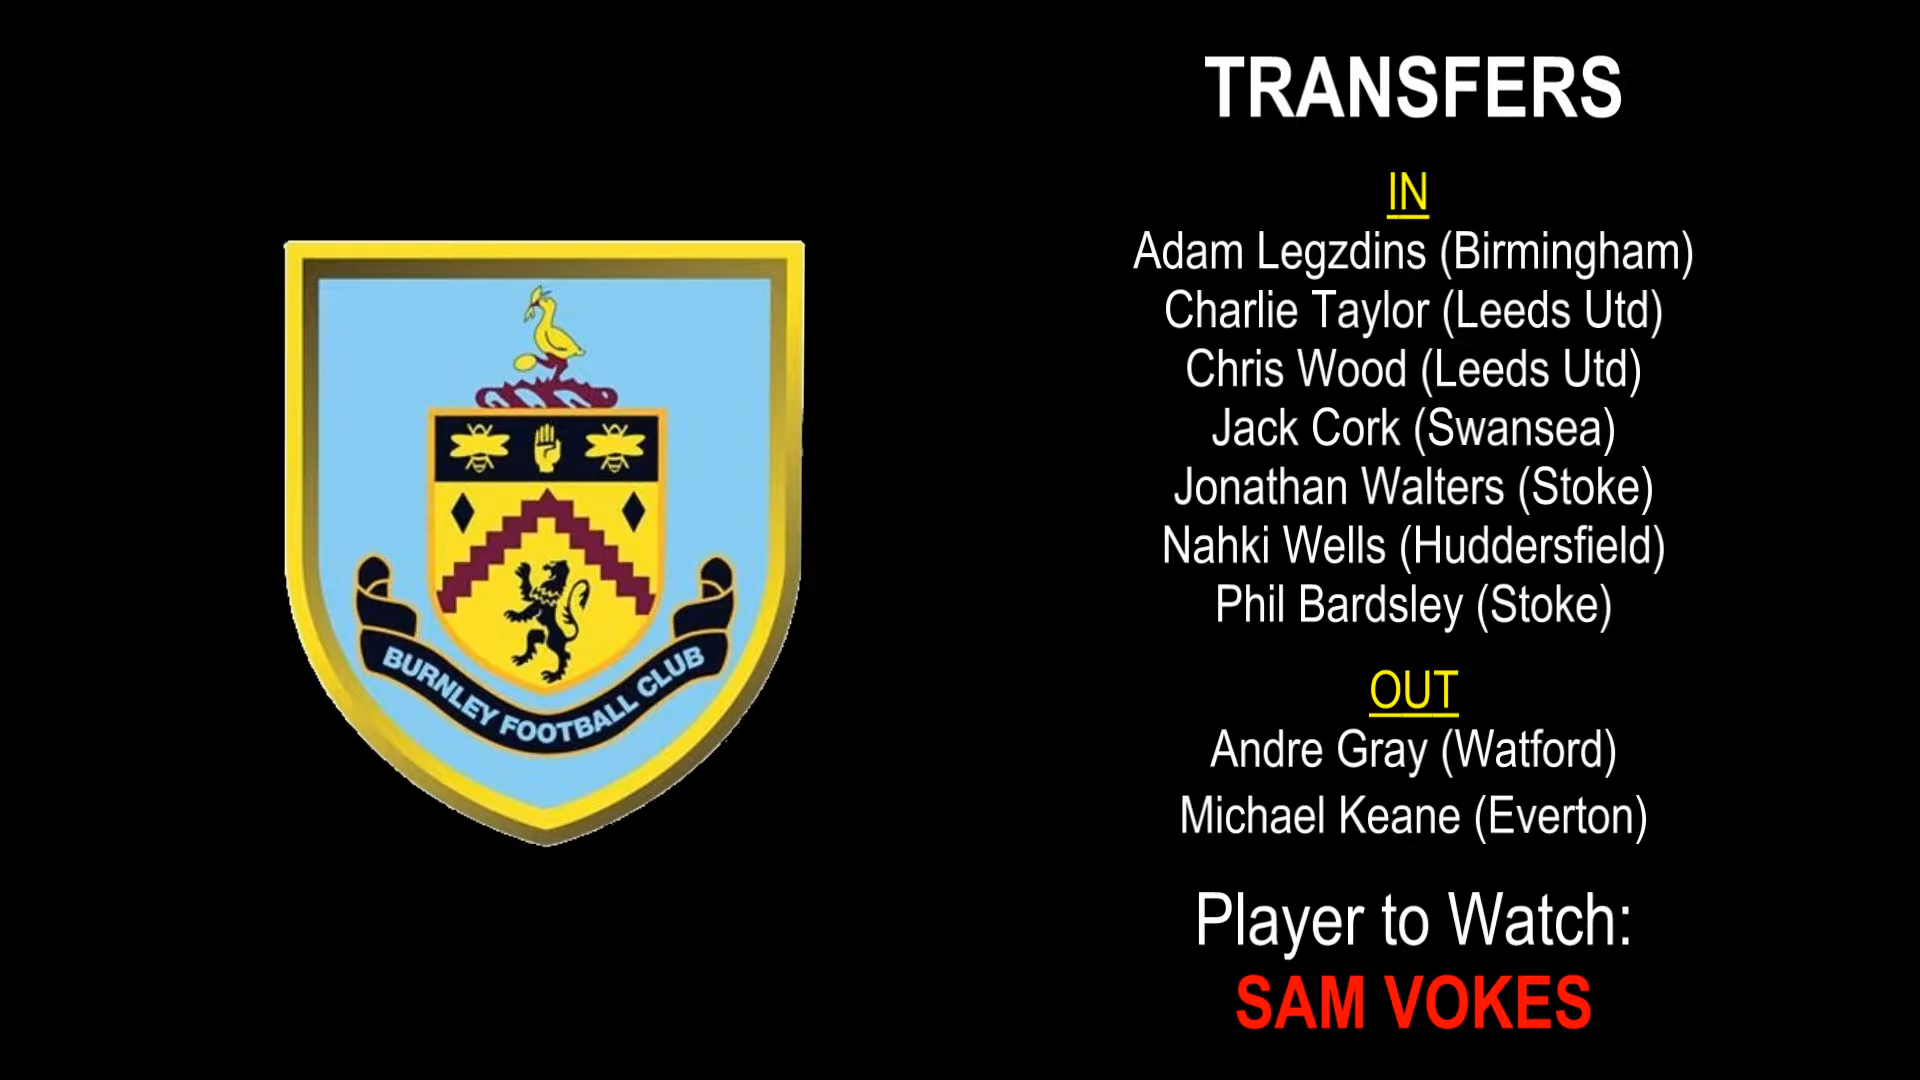 BURNLEY FOOTBALL CLUB
TRANSFERS
IN
Adam Legzdins (Birmingham)
Charlie Taylor (Leeds Utd)
Chris Wood (Leeds Utd)
Jack Cork (Swansea)
Jonathan Walters (Stoke)
Nahki Wells (Huddersfield)
Phil Bardsley (Stoke)
OUT
Andre Gray (Watford)
Michael Keane (Everton)
Player to Watch:
SAM VOKES